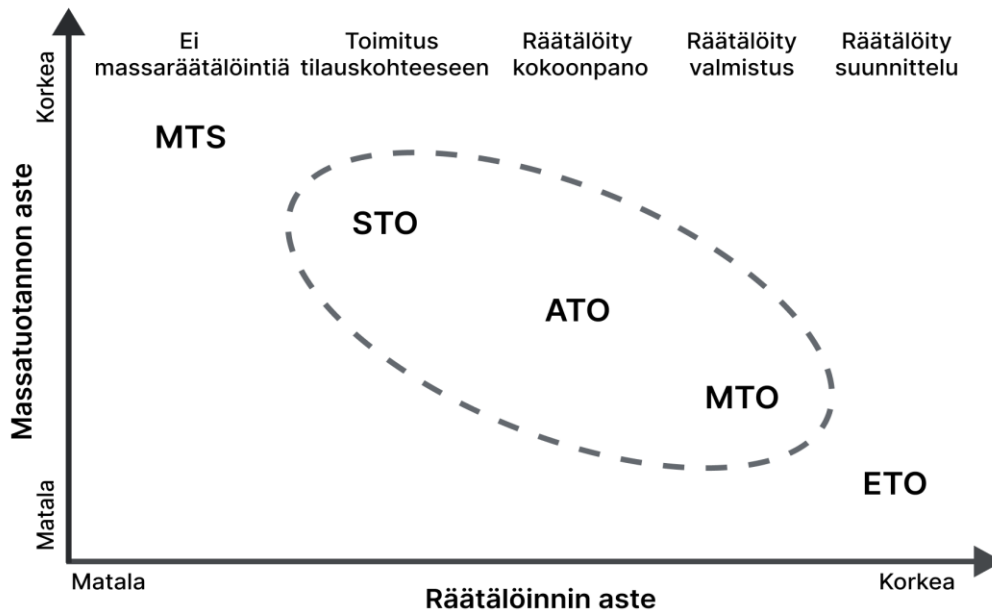 Ei
massaräätälöintiä
Toimitus
tilauskohteeseen
Räätälöity
kokoonpano
Räätälöity
valmistus
Räätälöity
suunnittelu
Korkea
Massatuotannon aste
Matala
MTS
STO
ATO
MTO
ETO
Matala
Räätälöinnin aste
Korkea